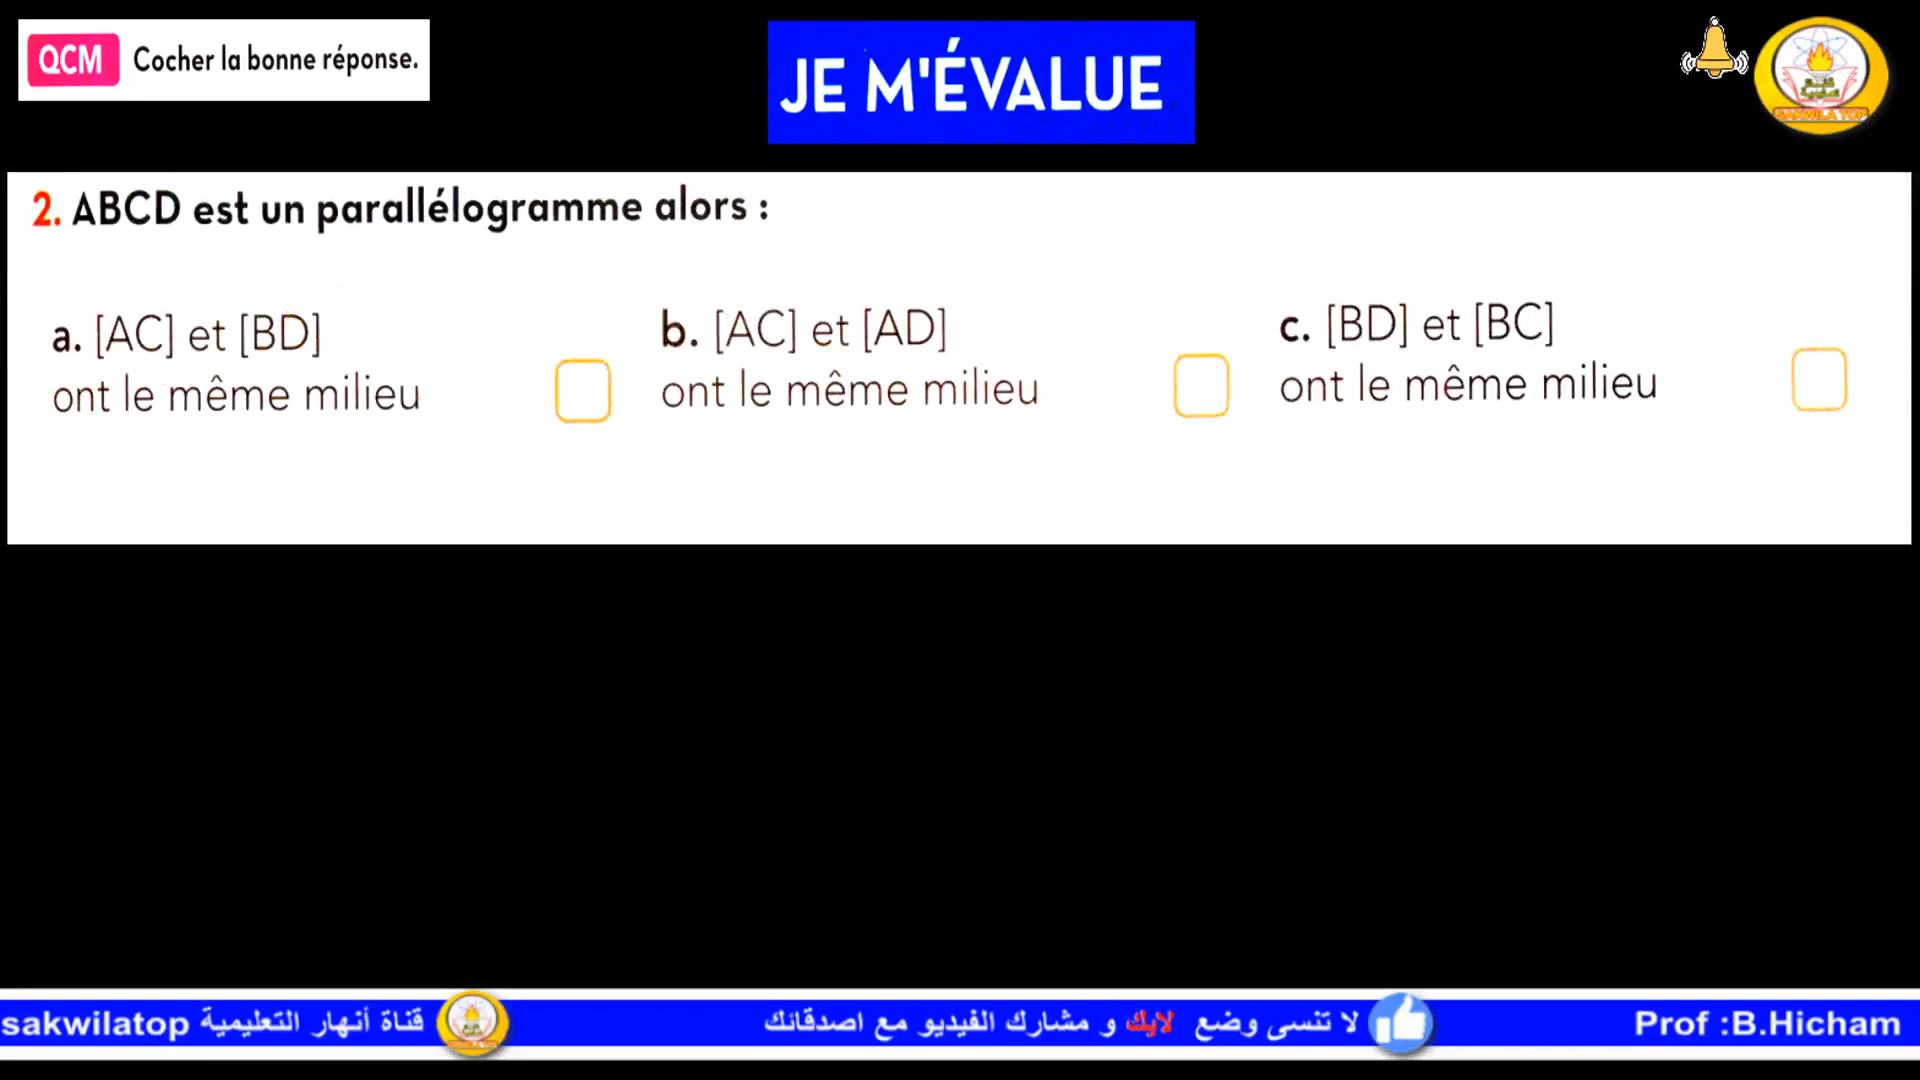 QCM Cocher la bonne réponse.
JE M'ÉVALUE
SAKWILA TOP
2. ABCD est un parallélogramme alors :
a. [AC] et [BD]
ont le même milieu
b. [AC] et [AD]
ont le même milieu
c. [BD] et [BC]
ont le même milieu
sakwilatop قناة أنهار التعليمية
لا تنسى وضع لايك و مشارك الفيديو مع اصدقائك
Prof :B.Hicham